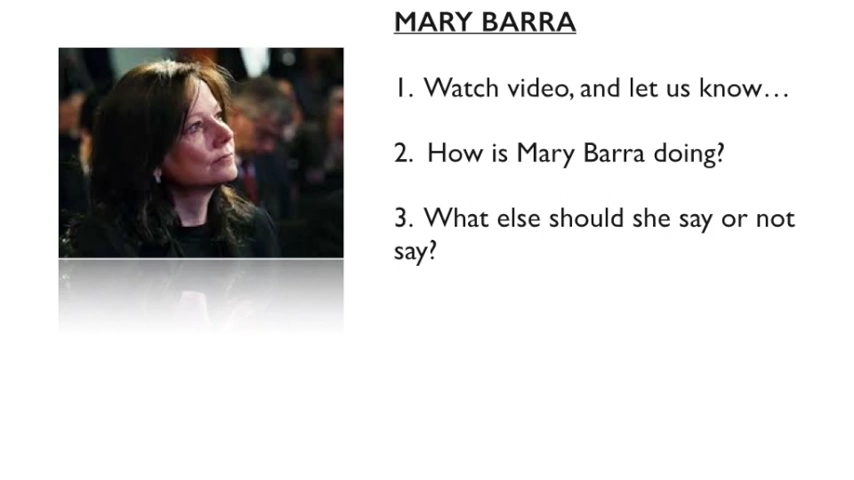 MARY BARRA
1. Watch video, and let us know…
2. How is Mary Barra doing?
3. What else should she say or not
say?